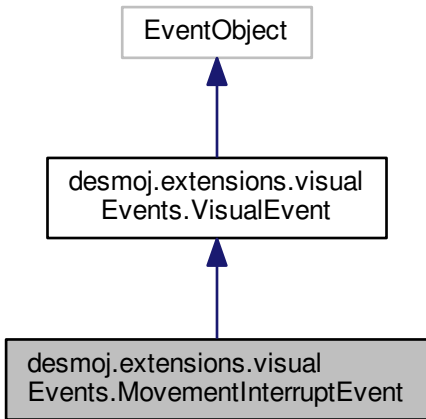 EventObject
desmoj.extensions.visual
Events.VisualEvent
desmoj.extensions.visual
Events.MovementInterruptEvent